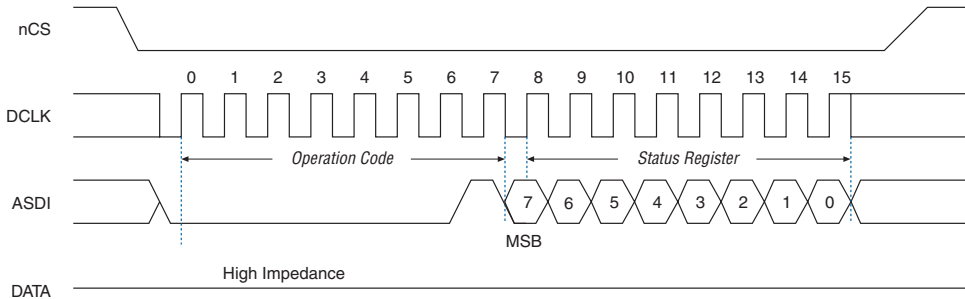 nCS
0 1 2 3 4 5 6 7 8 9 10 11 12 13 14 15
DCLK
Operation Code Status Register
ASDI 7 6 5 4 3 2 1 0
MSB
High Impedance
DATA